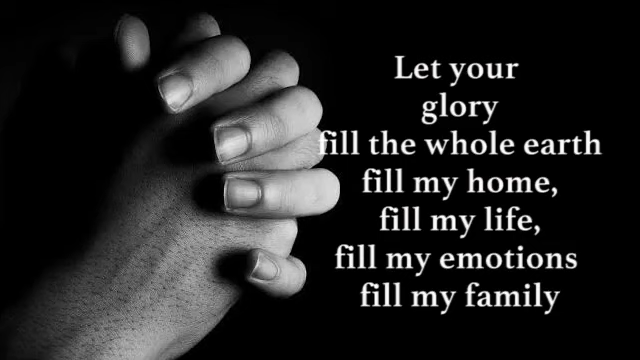 Let your
glory
fill the whole earth
fill my home,
fill my life,
fill my emotions
fill my family